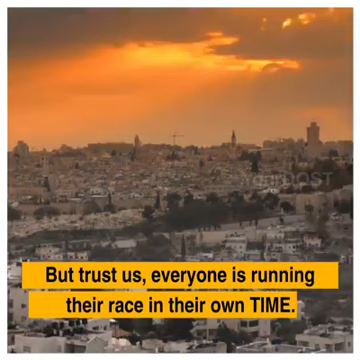 But trust us, everyone is running
their race in their own TIME.